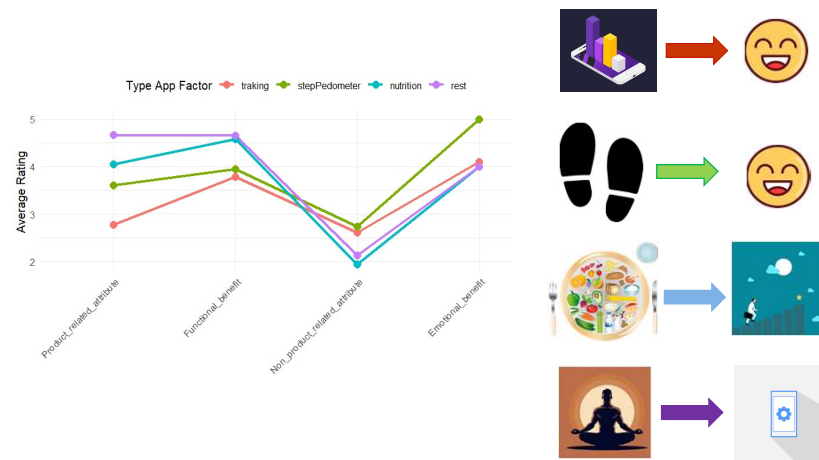 Type App Factor traking stepPedometer nutrition rest
Average Rating
5
4
3
2
Product_related_attribute
Functional_benefit
Non_product_related_attribute
Emotional_benefit